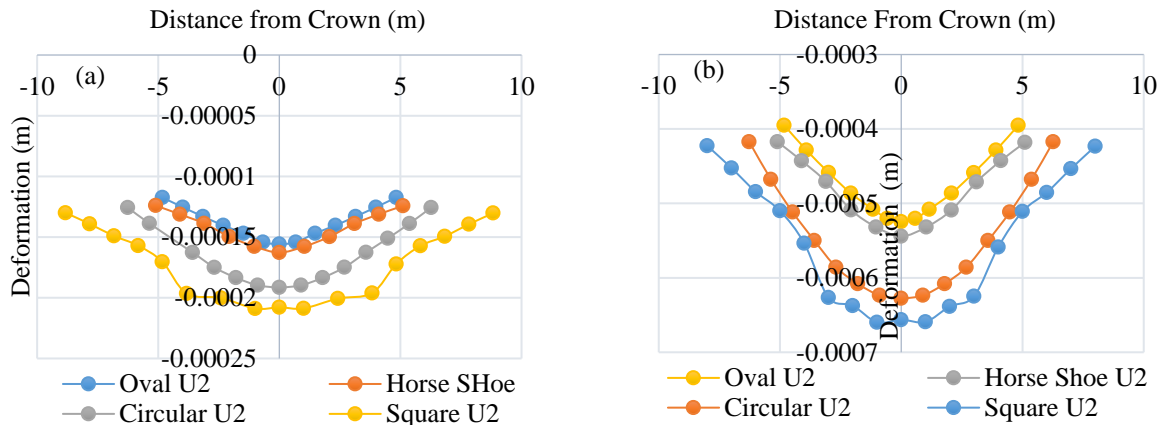 Distance from Crown (m)
0
(a)
-10 -5 0 5 10
-0.00005
-0.0001
-0.00015
-0.0002
-0.00025
Deformation (m)
Oval U2 Horse SHoe
Circular U2 Square U2
Distance From Crown (m)
-0.0003
(b)
-10 -5 0 5 10
-0.0004
-0.0005
-0.0006
-0.0007
Deformation (m)
Oval U2 Horse Shoe U2
Circular U2 Square U2